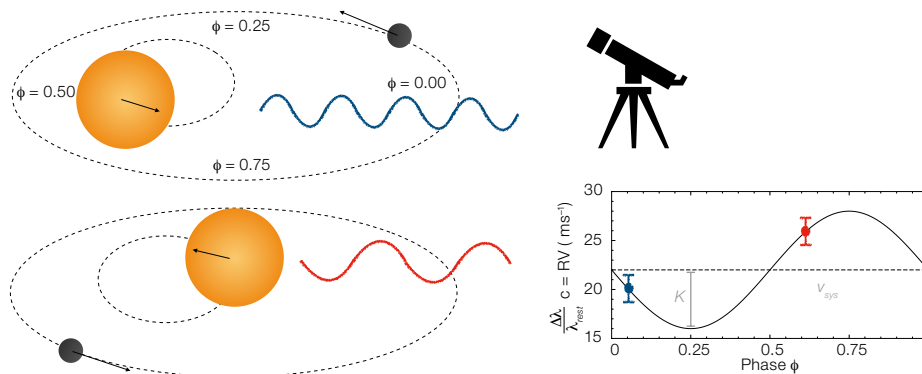 ϕ = 0.25
ϕ = 0.50
ϕ = 0.00
ϕ = 0.75
30
25
20
15
Δλ
λrest
c = RV ( ms⁻¹)
K
vsys
0
0.25
0.5
0.75
Phase ϕ